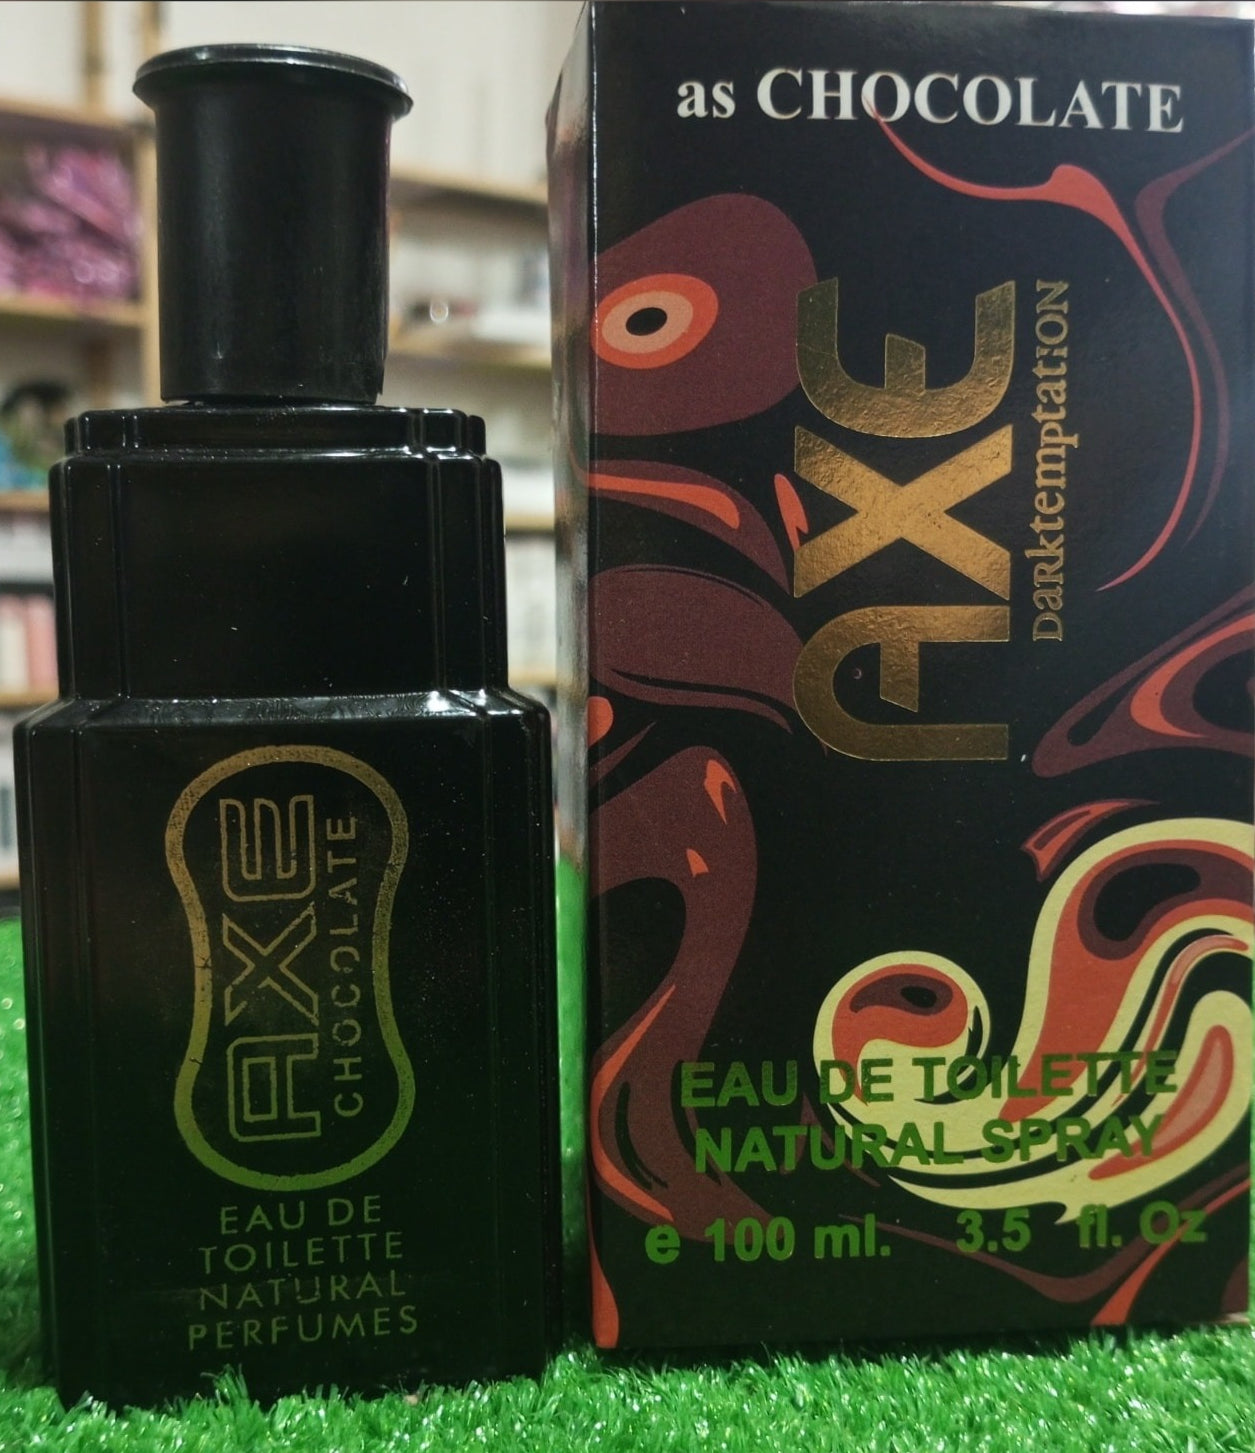 AXE
CHOCOLATE
EAU DE
TOILETTE
NATURAL
PERFUMES
as CHOCOLATE
AXE
Darktemptation
EAU DE TOILETTE
NATURAL SPRAY
e 100 ml. 3.5 fl. Oz